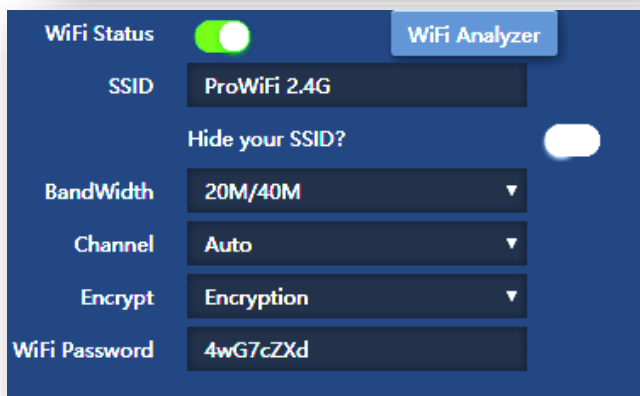 WiFi Status WiFi Analyzer
SSID ProWiFi 2.4G
Hide your SSID?
BandWidth 20M/40M
Channel Auto
Encrypt Encryption
WiFi Password 4wG7cZXd